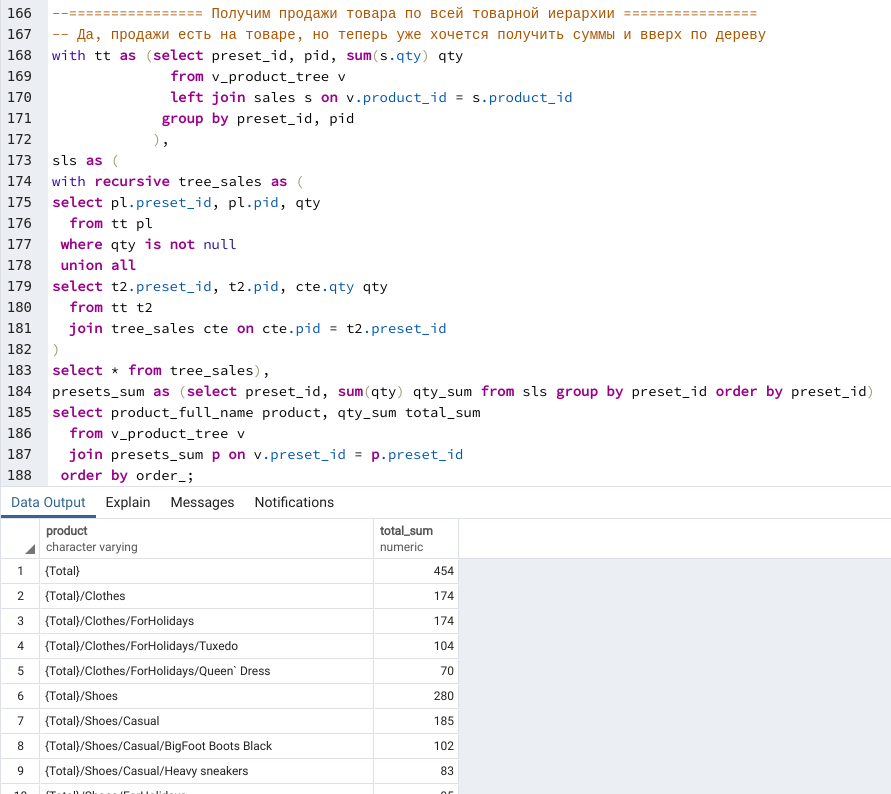 166 --================ Получим продажи товара по всей товарной иерархии ================
167 -- Да, продажи есть на товаре, но теперь уже хочется получить суммы и вверх по дереву
168 with tt as (select preset_id, pid, sum(s.qty) qty
169 from v_product_tree v
170 left join sales s on v.product_id = s.product_id
171 group by preset_id, pid
172 ),
173 sls as (
174 with recursive tree_sales as (
175 select pl.preset_id, pl.pid, qty
176 from tt pl
177 where qty is not null
178 union all
179 select t2.preset_id, t2.pid, cte.qty qty
180 from tt t2
181 join tree_sales cte on cte.pid = t2.preset_id
182 )
183 select * from tree_sales),
184 presets_sum as (select preset_id, sum(qty) qty_sum from sls group by preset_id order by preset_id)
185 select product_full_name product, qty_sum total_sum
186 from v_product_tree v
187 join presets_sum p on v.preset_id = p.preset_id
188 order by order_;
Data Output Explain Messages Notifications
product total_sum
character varying numeric
1 {Total} 454
2 {Total}/Clothes 174
3 {Total}/Clothes/ForHolidays 174
4 {Total}/Clothes/ForHolidays/Tuxedo 104
5 {Total}/Clothes/ForHolidays/Queen` Dress 70
6 {Total}/Shoes 280
7 {Total}/Shoes/Casual 185
8 {Total}/Shoes/Casual/BigFoot Boots Black 102
9 {Total}/Shoes/Casual/Heavy sneakers 83